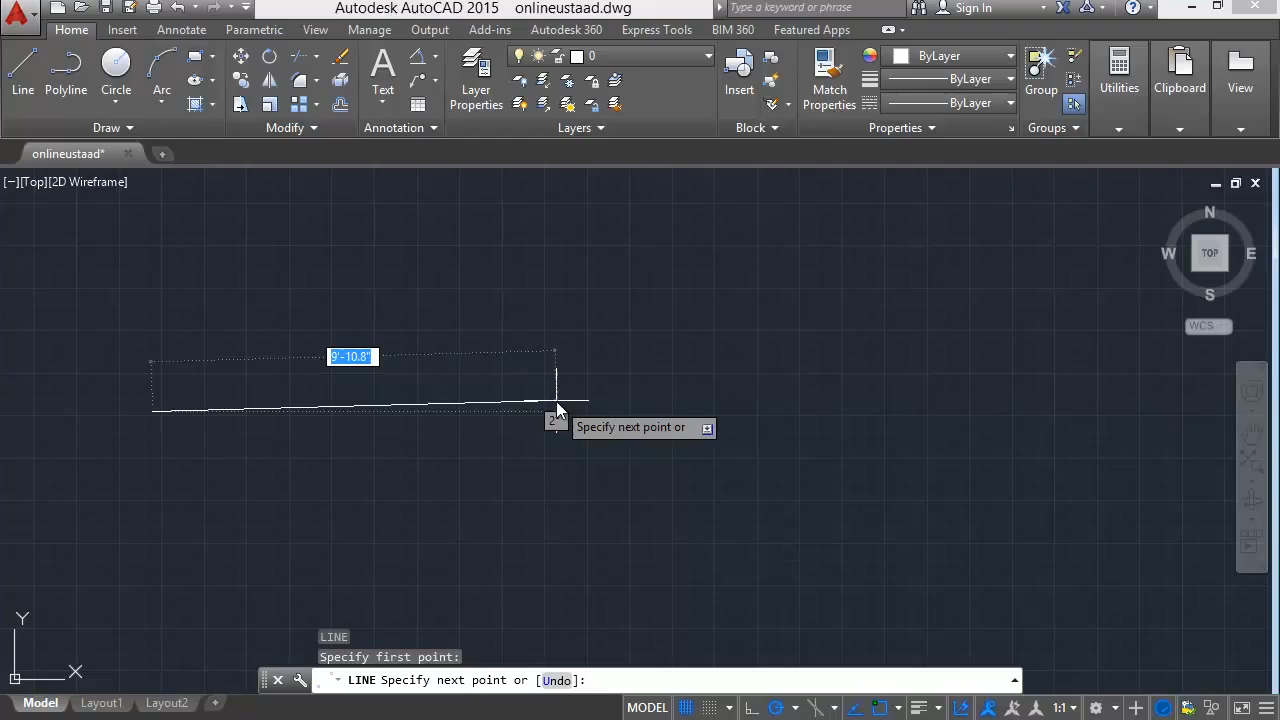 Autodesk AutoCAD 2015 onlineustaad.dwg
Type a keyword or phrase
Sign In
Home Insert Annotate Parametric View Manage Output Add-ins Autodesk 360 Express Tools BIM 360 Featured Apps
Line Polyline Circle Arc
Text
Layer
Properties
0
Insert
Match
Properties
ByLayer
ByLayer
ByLayer
Group
Utilities
Clipboard
View
Draw Modify Annotation Layers Block Properties Groups
onlineustaad*
[−][Top][2D Wireframe]
N
W TOP E
S
WCS
9'-10.8"
2°
Specify next point or
Y
X
LINE
Specify first point:
LINE Specify next point or [Undo]:
Model Layout1 Layout2 +
MODEL
1:1